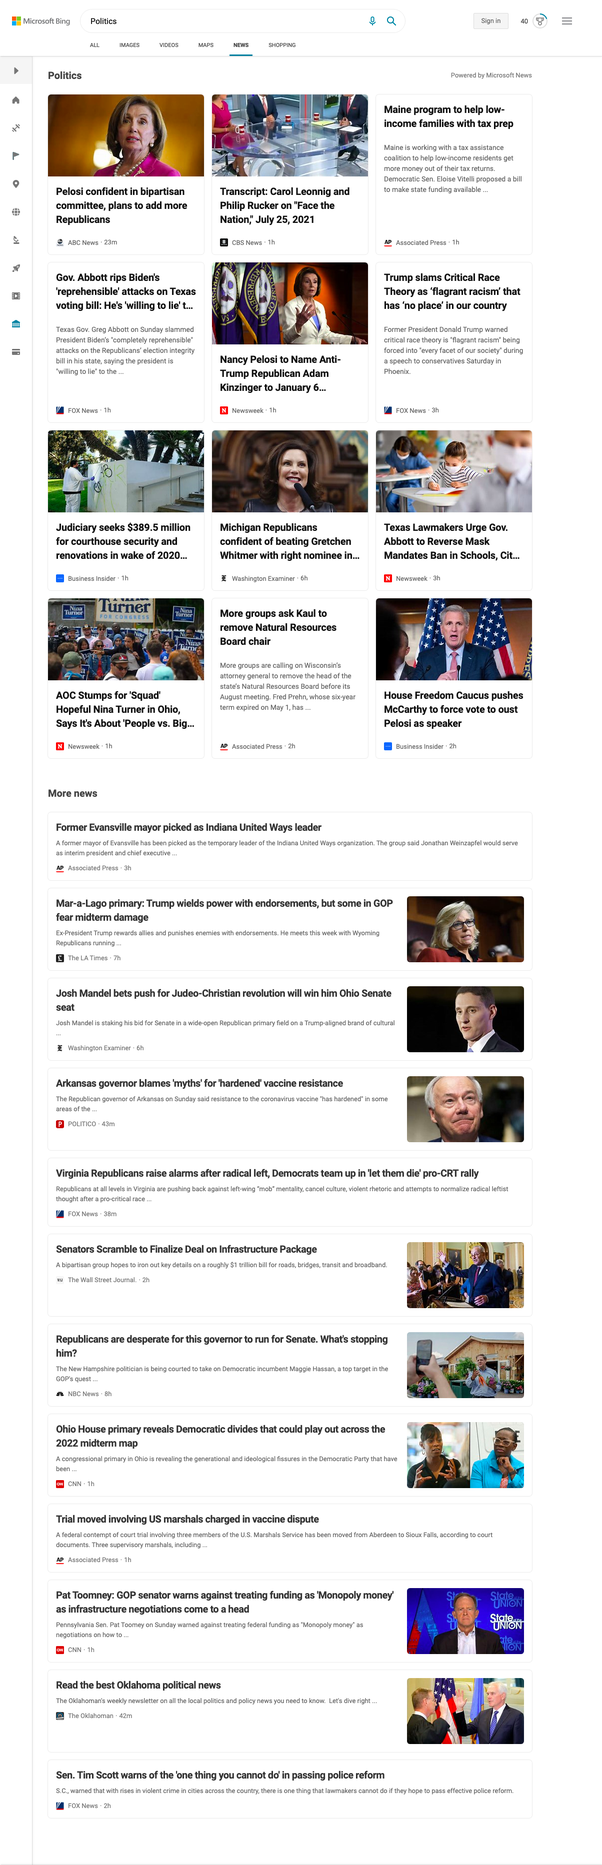 Microsoft Bing
Politics
Sign in
40
ALL IMAGES VIDEOS MAPS NEWS SHOPPING
Politics
Powered by Microsoft News
Pelosi confident in bipartisan
committee, plans to add more
Republicans
ABC News · 23m
Transcript: Carol Leonnig and
Philip Rucker on "Face the
Nation," July 25, 2021
CBS News · 1h
Maine program to help low-
income families with tax prep
Maine is working with a tax assistance
coalition to help low-income residents get
more money out of their tax returns.
Democratic Sen. Eloise Vitelli proposed a bill
to make state funding available ...
AP Associated Press · 1h
Gov. Abbott rips Biden's
'reprehensible' attacks on Texas
voting bill: He's 'willing to lie' t...
Texas Gov. Greg Abbott on Sunday slammed
President Biden's "completely reprehensible"
attacks on the Republicans' election integrity
bill in his state, saying the president is
"willing to lie" to the ...
FOX News · 1h
Nancy Pelosi to Name Anti-
Trump Republican Adam
Kinzinger to January 6...
N Newsweek · 1h
Trump slams Critical Race
Theory as 'flagrant racism' that
has 'no place' in our country
Former President Donald Trump warned
critical race theory is "flagrant racism" being
forced into "every facet of our society" during
a speech to conservatives Saturday in
Phoenix.
FOX News · 3h
Judiciary seeks $389.5 million
for courthouse security and
renovations in wake of 2020...
Business Insider · 1h
Michigan Republicans
confident of beating Gretchen
Whitmer with right nominee in...
Washington Examiner · 6h
Texas Lawmakers Urge Gov.
Abbott to Reverse Mask
Mandates Ban in Schools, Cit...
N Newsweek · 3h
Nina
Turner
FOR CONGRESS
AOC Stumps for 'Squad'
Hopeful Nina Turner in Ohio,
Says It's About 'People vs. Big...
N Newsweek · 1h
More groups ask Kaul to
remove Natural Resources
Board chair
More groups are calling on Wisconsin's
attorney general to remove the head of the
state's Natural Resources Board before its
August meeting. Fred Prehn, whose six-year
term expired on May 1, has ...
AP Associated Press · 2h
House Freedom Caucus pushes
McCarthy to force vote to oust
Pelosi as speaker
Business Insider · 2h
More news
Former Evansville mayor picked as Indiana United Ways leader
A former mayor of Evansville has been picked as the temporary leader of the Indiana United Ways organization. The group said Jonathan Weinzapfel would serve
as interim president and chief executive ...
AP Associated Press · 3h
Mar-a-Lago primary: Trump wields power with endorsements, but some in GOP
fear midterm damage
Ex-President Trump rewards allies and punishes enemies with endorsements. He meets this week with Wyoming
Republicans running ...
The LA Times · 7h
Josh Mandel bets push for Judeo-Christian revolution will win him Ohio Senate
seat
Josh Mandel is staking his bid for Senate in a wide-open Republican primary field on a Trump-aligned brand of cultural
...
Washington Examiner · 6h
Arkansas governor blames 'myths' for 'hardened' vaccine resistance
The Republican governor of Arkansas on Sunday said resistance to the coronavirus vaccine "has hardened" in some
areas of the ...
P POLITICO · 43m
Virginia Republicans raise alarms after radical left, Democrats team up in 'let them die' pro-CRT rally
Republicans at all levels in Virginia are pushing back against left-wing "mob" mentality, cancel culture, violent rhetoric and attempts to normalize radical leftist
thought after a pro-critical race ...
FOX News · 38m
Senators Scramble to Finalize Deal on Infrastructure Package
A bipartisan group hopes to iron out key details on a roughly $1 trillion bill for roads, bridges, transit and broadband.
The Wall Street Journal. · 2h
Republicans are desperate for this governor to run for Senate. What's stopping
him?
The New Hampshire politician is being courted to take on Democratic incumbent Maggie Hassan, a top target in the
GOP's quest ...
NBC News · 8h
Ohio House primary reveals Democratic divides that could play out across the
2022 midterm map
A congressional primary in Ohio is revealing the generational and ideological fissures in the Democratic Party that have
been ...
CNN CNN · 1h
Trial moved involving US marshals charged in vaccine dispute
A federal contempt of court trial involving three members of the U.S. Marshals Service has been moved from Aberdeen to Sioux Falls, according to court
documents. Three supervisory marshals, including ...
AP Associated Press · 1h
Pat Toomney: GOP senator warns against treating funding as 'Monopoly money'
as infrastructure negotiations come to a head
Pennsylvania Sen. Pat Toomey on Sunday warned against treating federal funding as "Monopoly money" as
negotiations on how to ...
CNN CNN · 1h
State
UNION
Read the best Oklahoma political news
The Oklahoman's weekly newsletter on all the local politics and policy news you need to know. Let's dive right ...
The Oklahoman · 42m
Sen. Tim Scott warns of the 'one thing you cannot do' in passing police reform
S.C., warned that with rises in violent crime in cities across the country, there is one thing that lawmakers cannot do if they hope to pass effective police reform.
FOX News · 2h